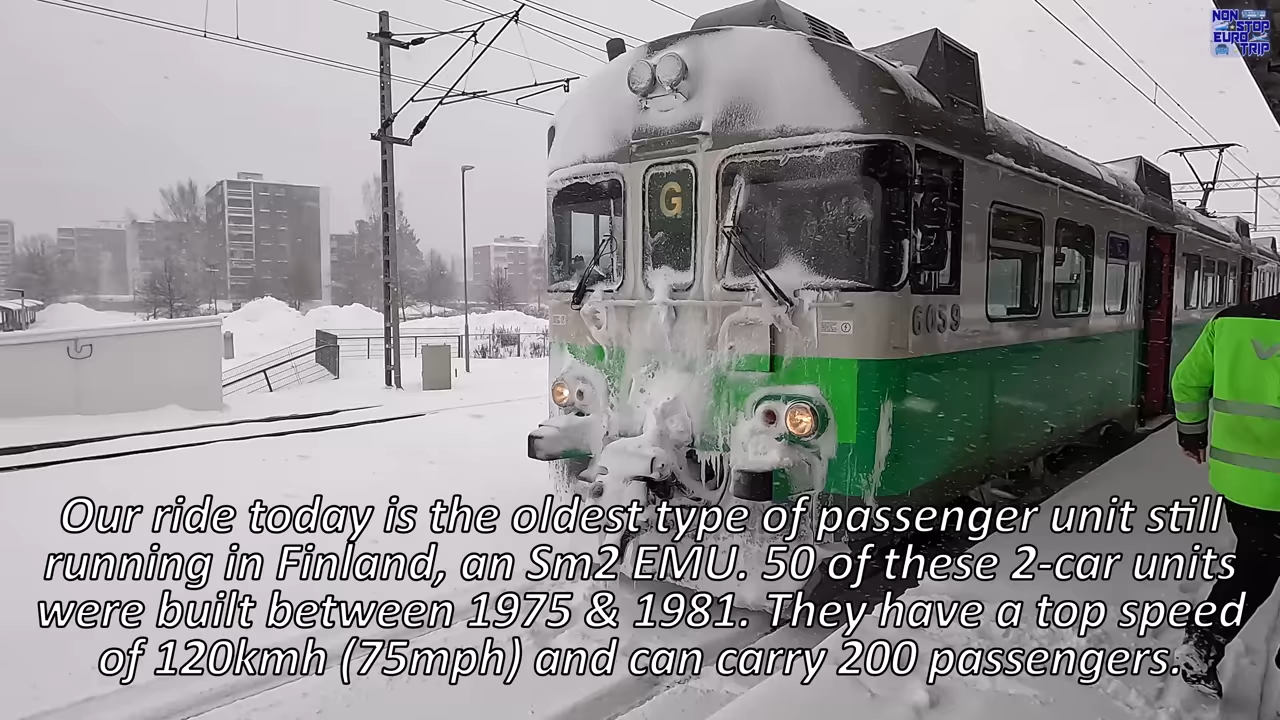 NON
STOP
EURO
TRIP
G
6059
Our ride today is the oldest type of passenger unit still
running in Finland, an Sm2 EMU. 50 of these 2-car units
were built between 1975 & 1981. They have a top speed
of 120kmh (75mph) and can carry 200 passengers.